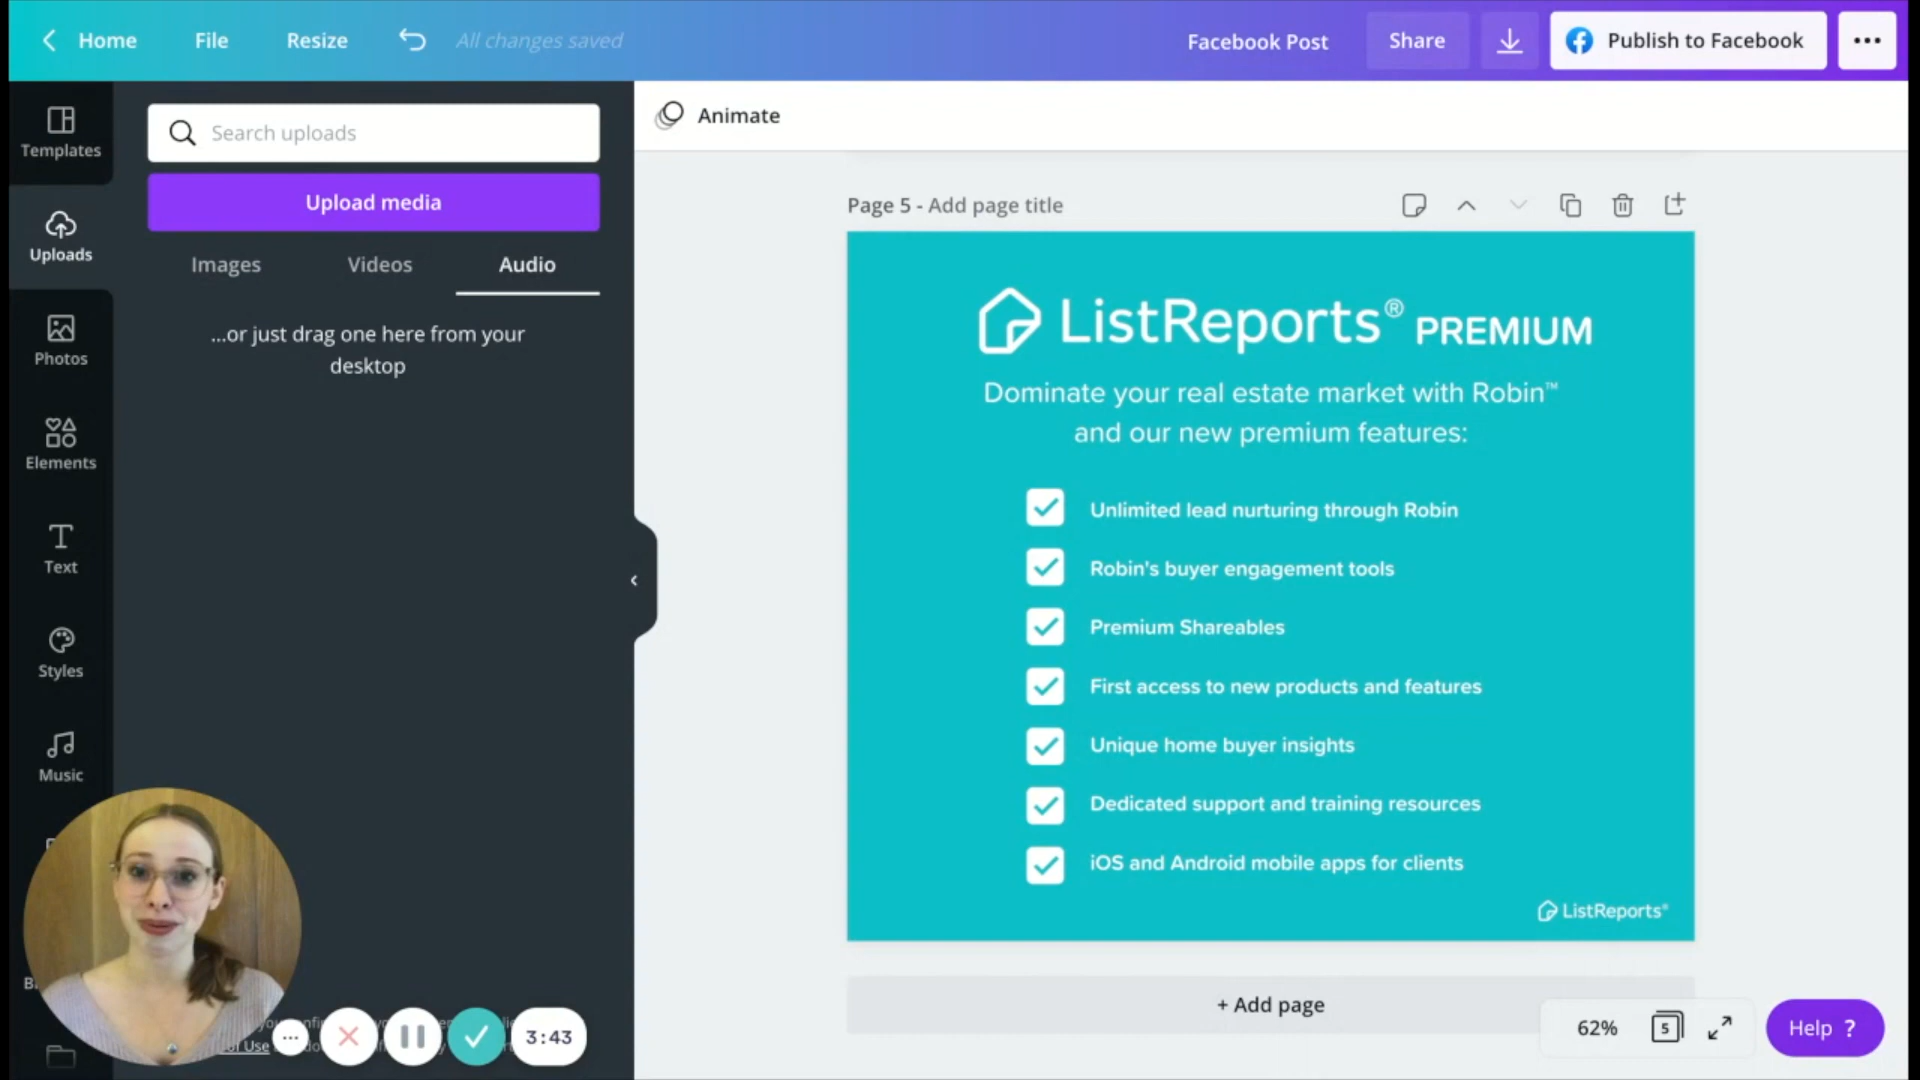 Home
File
Resize
All changes saved
Facebook Post
Share
Publish to Facebook
Templates
Uploads
Photos
Elements
Text
Styles
Music
Search uploads
Upload media
Images
Videos
Audio
...or just drag one here from your
desktop
Animate
Page 5 - Add page title
ListReports® PREMIUM
Dominate your real estate market with Robin™
and our new premium features:
Unlimited lead nurturing through Robin
Robin's buyer engagement tools
Premium Shareables
First access to new products and features
Unique home buyer insights
Dedicated support and training resources
iOS and Android mobile apps for clients
ListReports®
+ Add page
3:43
62%
5
Help ?